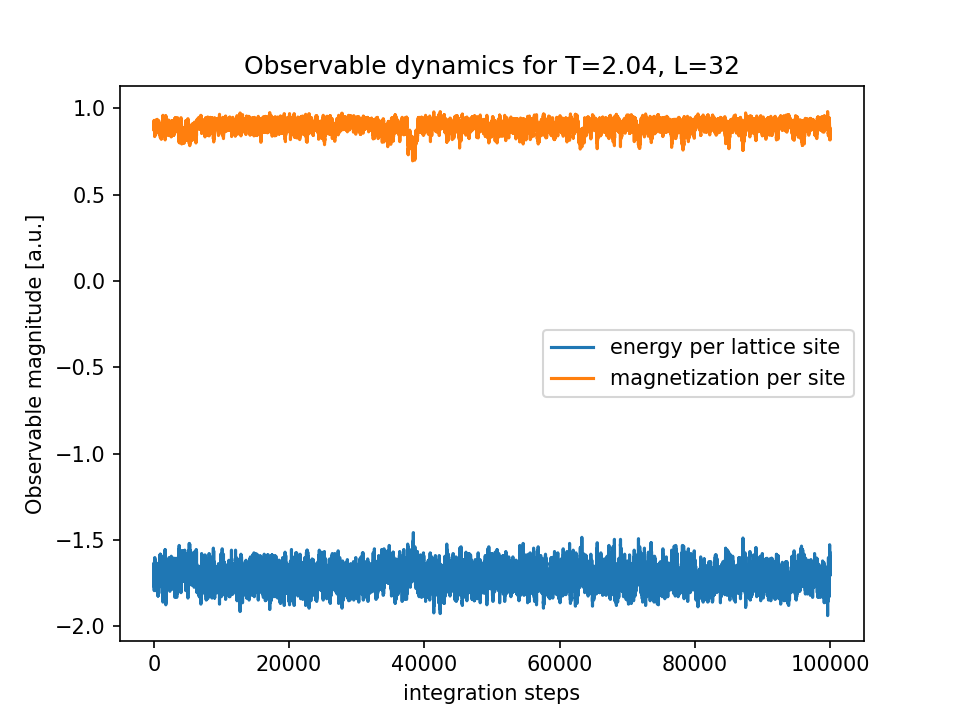 Observable dynamics for T=2.04, L=32
Observable magnitude [a.u.]
1.0
0.5
0.0
−0.5
−1.0
−1.5
−2.0
energy per lattice site
magnetization per site
0 20000 40000 60000 80000 100000
integration steps